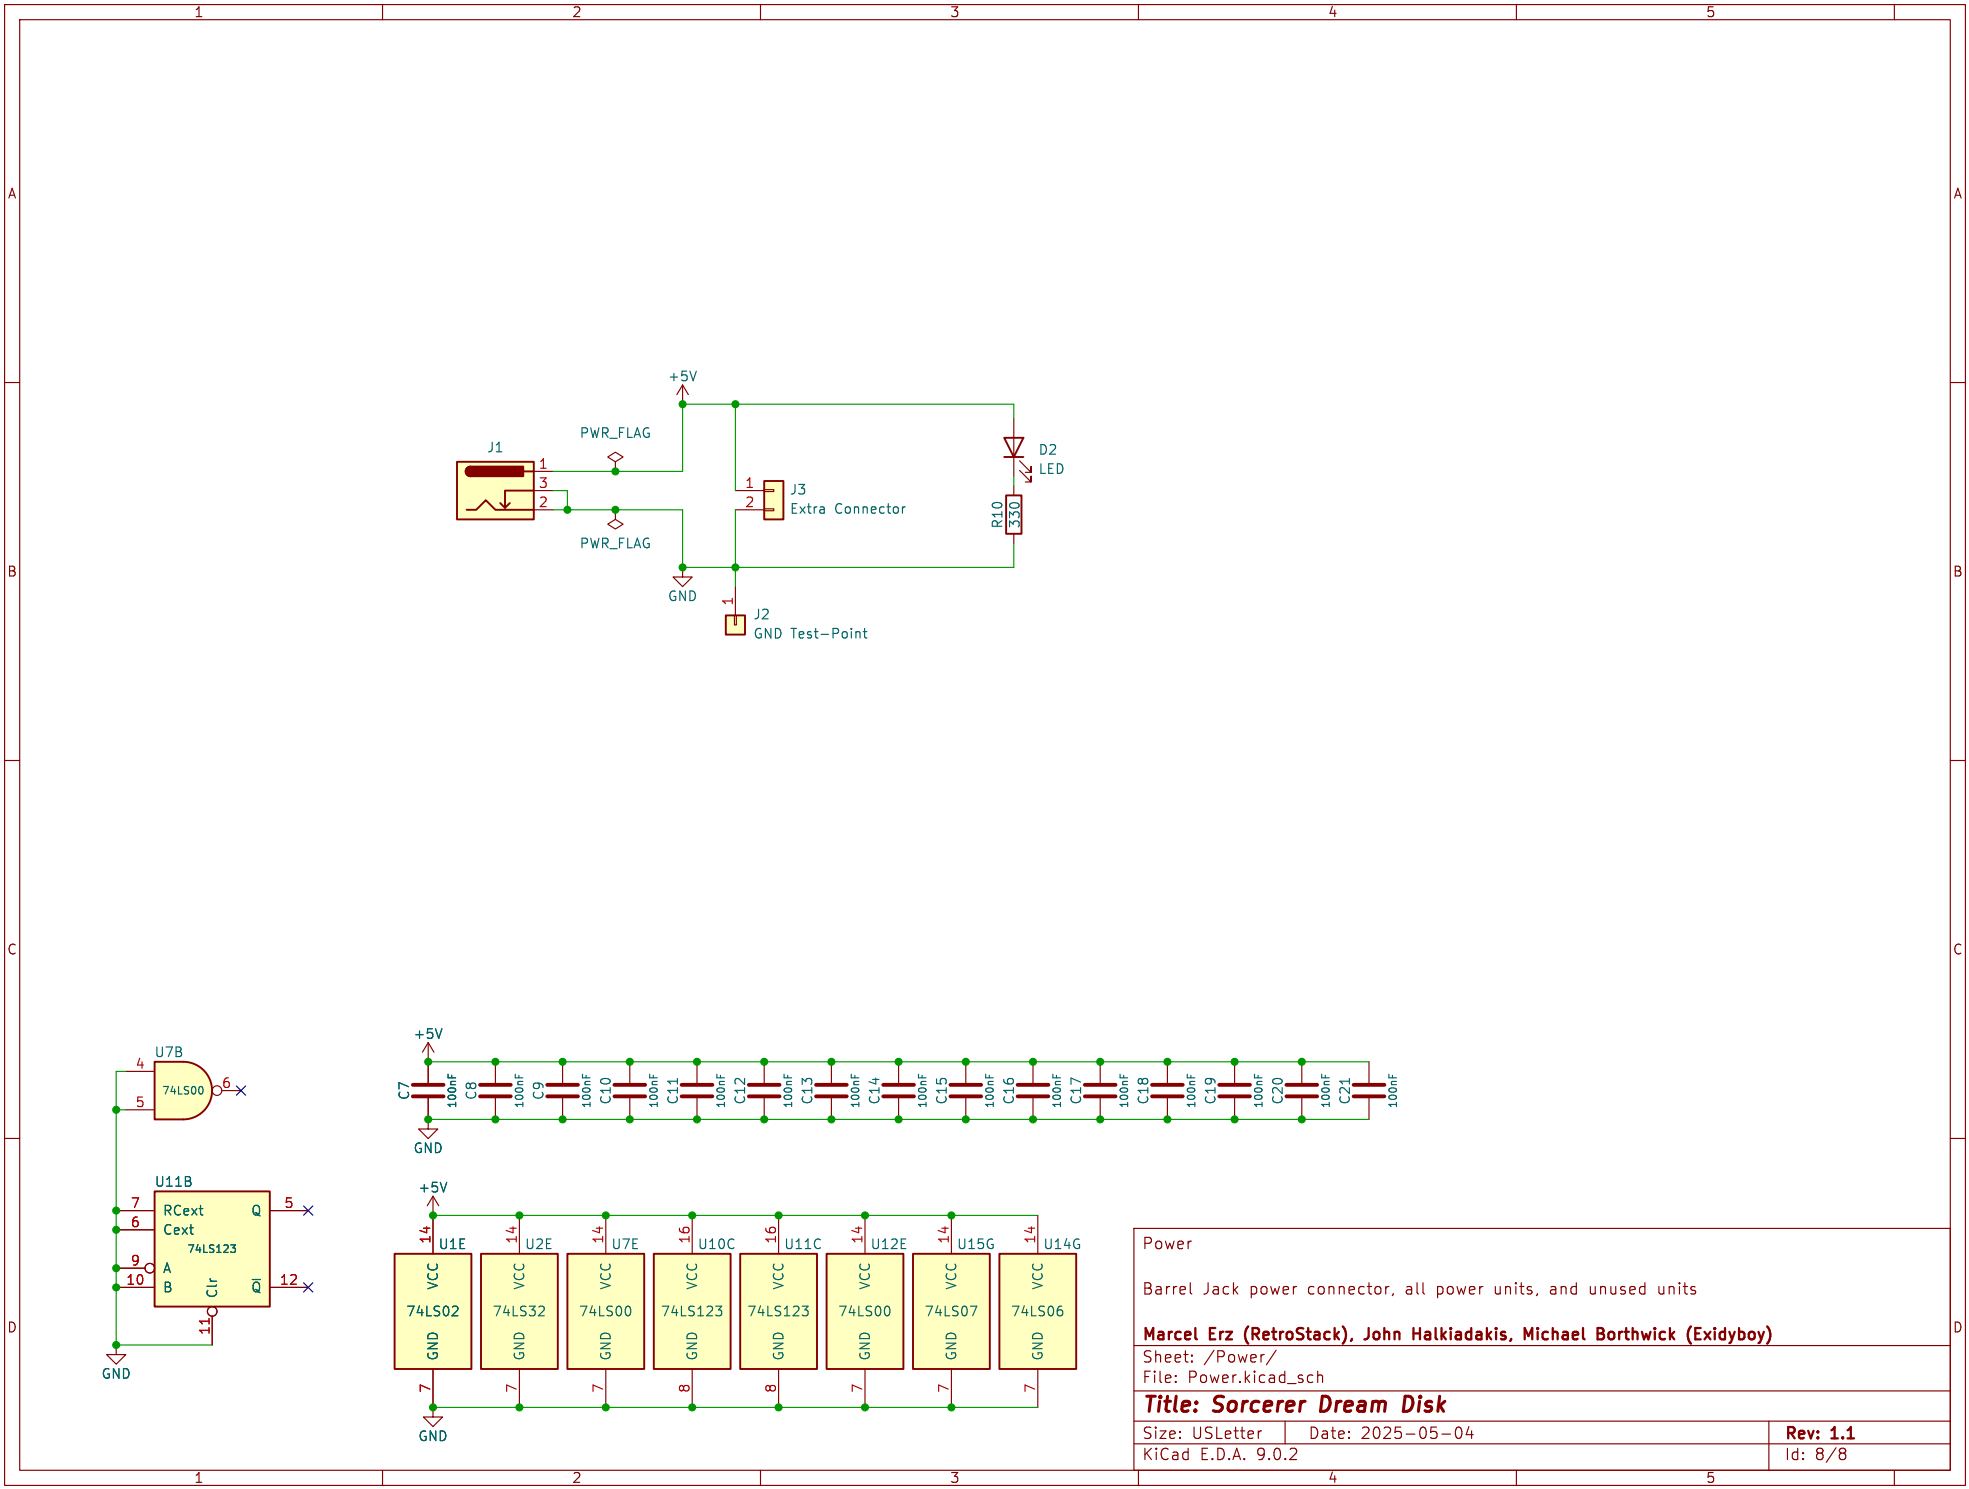 1 2 3 4 5
A A
B B
C C
D D
+5V
PWR_FLAG
J1
1
3
2
PWR_FLAG
GND
1
2
J3
Extra Connector
1
J2
GND Test-Point
D2
LED
R10
330
U7B
4
5
74LS00
6
U11B
7 RCext Q 5
6 Cext
74LS123
9 A
10 B Clr Q 12
11
GND
+5V
C7 100nF C8 100nF C9 100nF C10 100nF C11 100nF C12 100nF C13 100nF C14 100nF C15 100nF C16 100nF C17 100nF C18 100nF C19 100nF C20 100nF C21 100nF
GND
+5V
14 14 14 16 16 14 14 14
U1E U2E U7E U10C U11C U12E U15G U14G
VCC VCC VCC VCC VCC VCC VCC VCC
74LS02 74LS32 74LS00 74LS123 74LS123 74LS00 74LS07 74LS06
GND GND GND GND GND GND GND GND
7 7 7 8 8 7 7 7
GND
Power
Barrel Jack power connector, all power units, and unused units
Marcel Erz (RetroStack), John Halkiadakis, Michael Borthwick (Exidyboy)
Sheet: /Power/
File: Power.kicad_sch
Title: Sorcerer Dream Disk
Size: USLetter Date: 2025-05-04 Rev: 1.1
KiCad E.D.A. 9.0.2 Id: 8/8
1 2 3 4 5